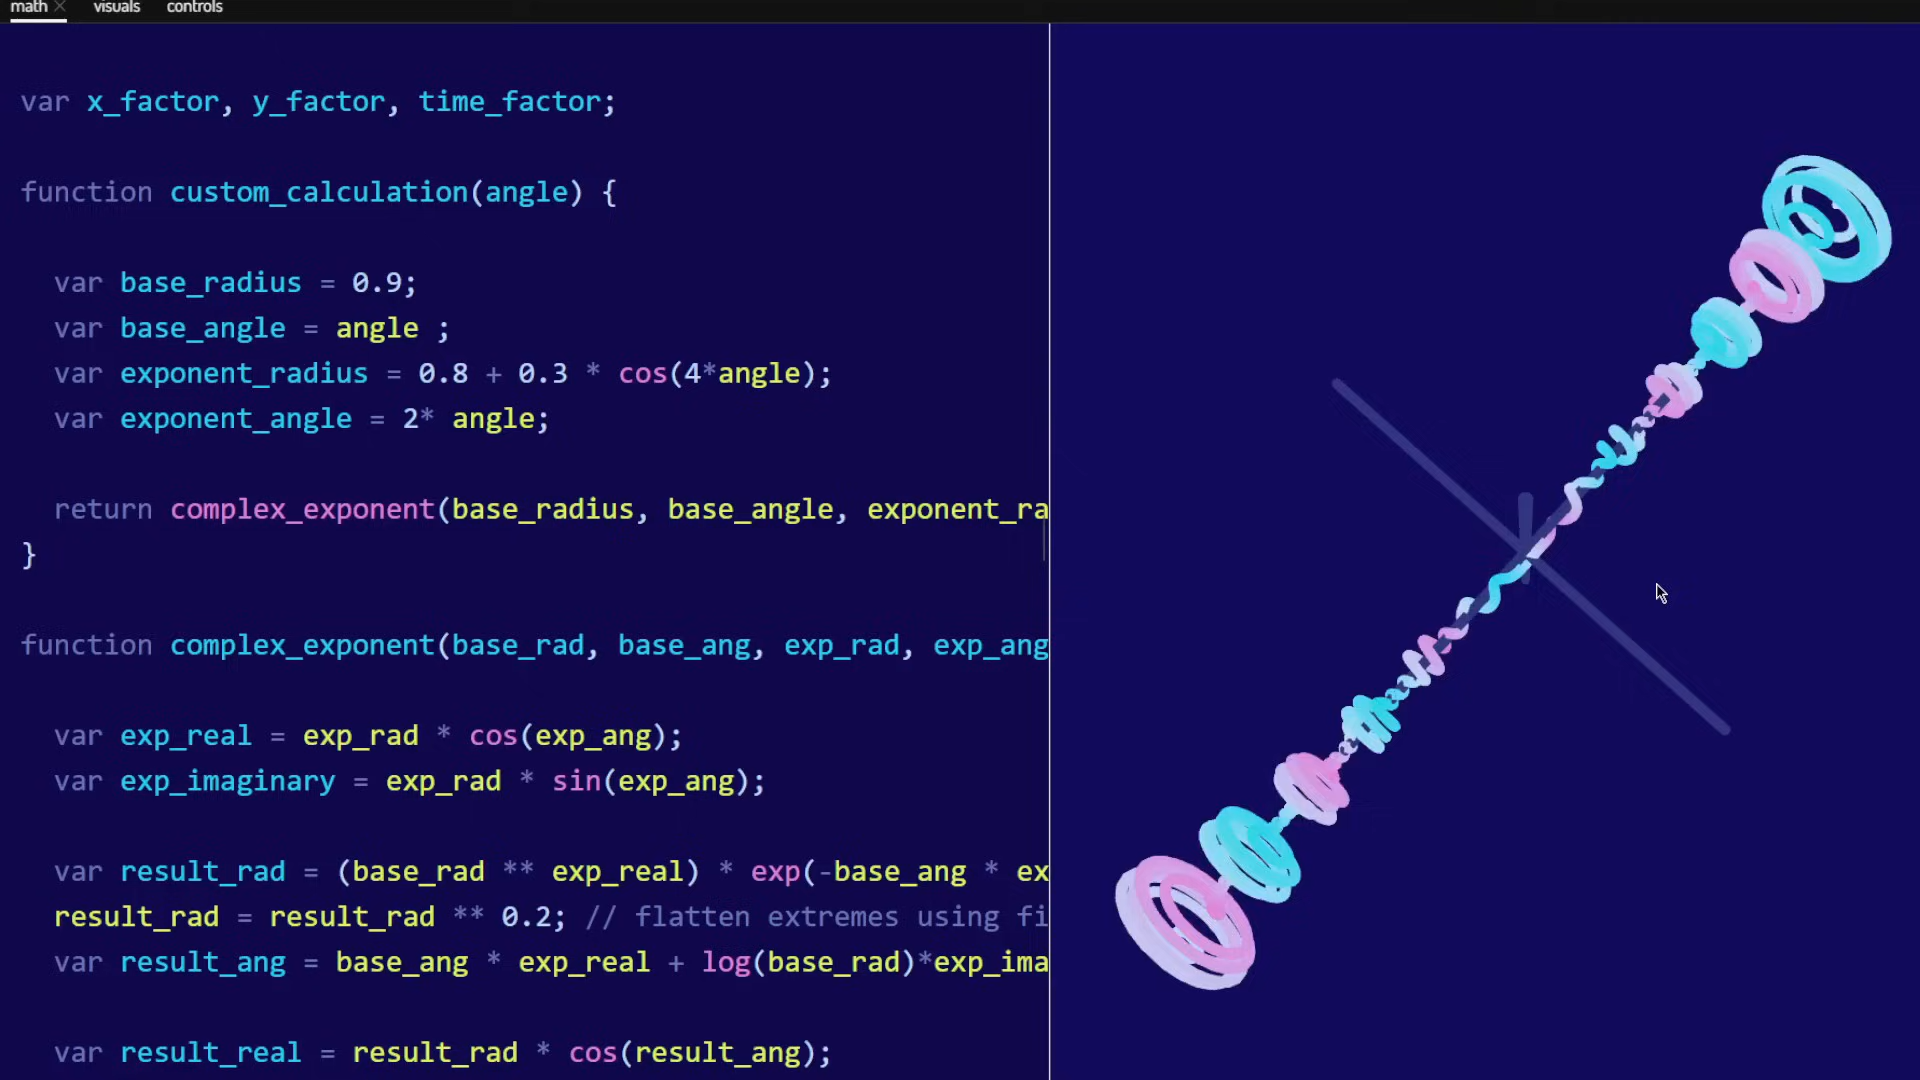 math visuals controls
var x_factor, y_factor, time_factor;
function custom_calculation(angle) {
var base_radius = 0.9;
var base_angle = angle ;
var exponent_radius = 0.8 + 0.3 * cos(4*angle);
var exponent_angle = 2* angle;
return complex_exponent(base_radius, base_angle, exponent_ra
}
function complex_exponent(base_rad, base_ang, exp_rad, exp_ang
var exp_real = exp_rad * cos(exp_ang);
var exp_imaginary = exp_rad * sin(exp_ang);
var result_rad = (base_rad ** exp_real) * exp(-base_ang * ex
result_rad = result_rad ** 0.2; // flatten extremes using fi
var result_ang = base_ang * exp_real + log(base_rad)*exp_ima
var result_real = result_rad * cos(result_ang);